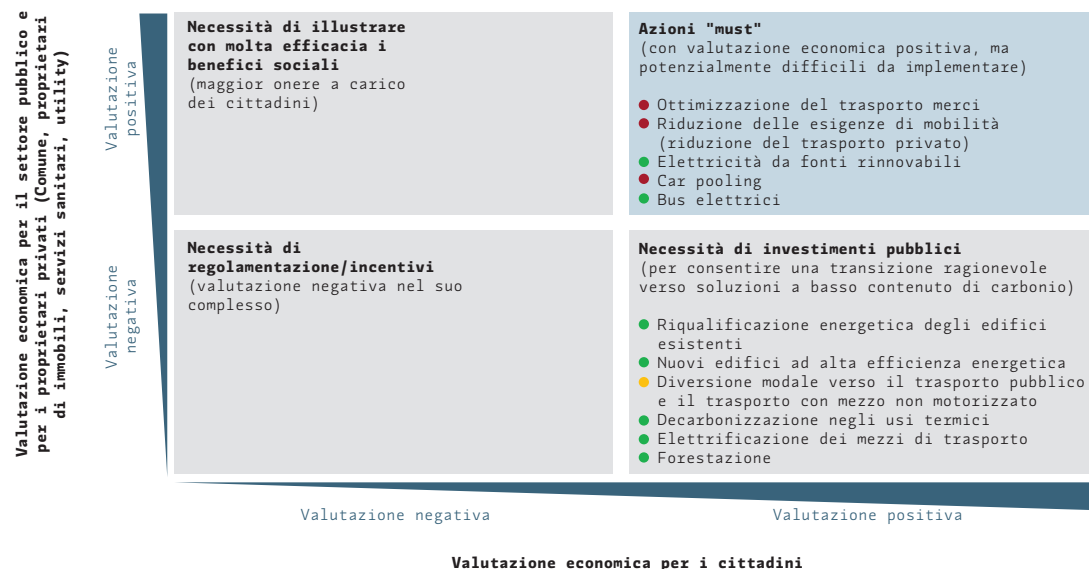 Valutazione economica per il settore pubblico e
per i proprietari privati (Comune, proprietari
di immobili, servizi sanitari, utility)
Valutazione
positiva
Necessità di illustrare
con molta efficacia i
benefici sociali
(maggior onere a carico
dei cittadini)
Azioni "must"
(con valutazione economica positiva, ma
potenzialmente difficili da implementare)
Ottimizzazione del trasporto merci
Riduzione delle esigenze di mobilità
(riduzione del trasporto privato)
Elettricità da fonti rinnovabili
Car pooling
Bus elettrici
Valutazione
negativa
Necessità di
regolamentazione/incentivi
(valutazione negativa nel suo
complesso)
Necessità di investimenti pubblici
(per consentire una transizione ragionevole
verso soluzioni a basso contenuto di carbonio)
Riqualificazione energetica degli edifici
esistenti
Nuovi edifici ad alta efficienza energetica
Diversione modale verso il trasporto pubblico
e il trasporto con mezzo non motorizzato
Decarbonizzazione negli usi termici
Elettrificazione dei mezzi di trasporto
Forestazione
Valutazione negativa
Valutazione positiva
Valutazione economica per i cittadini